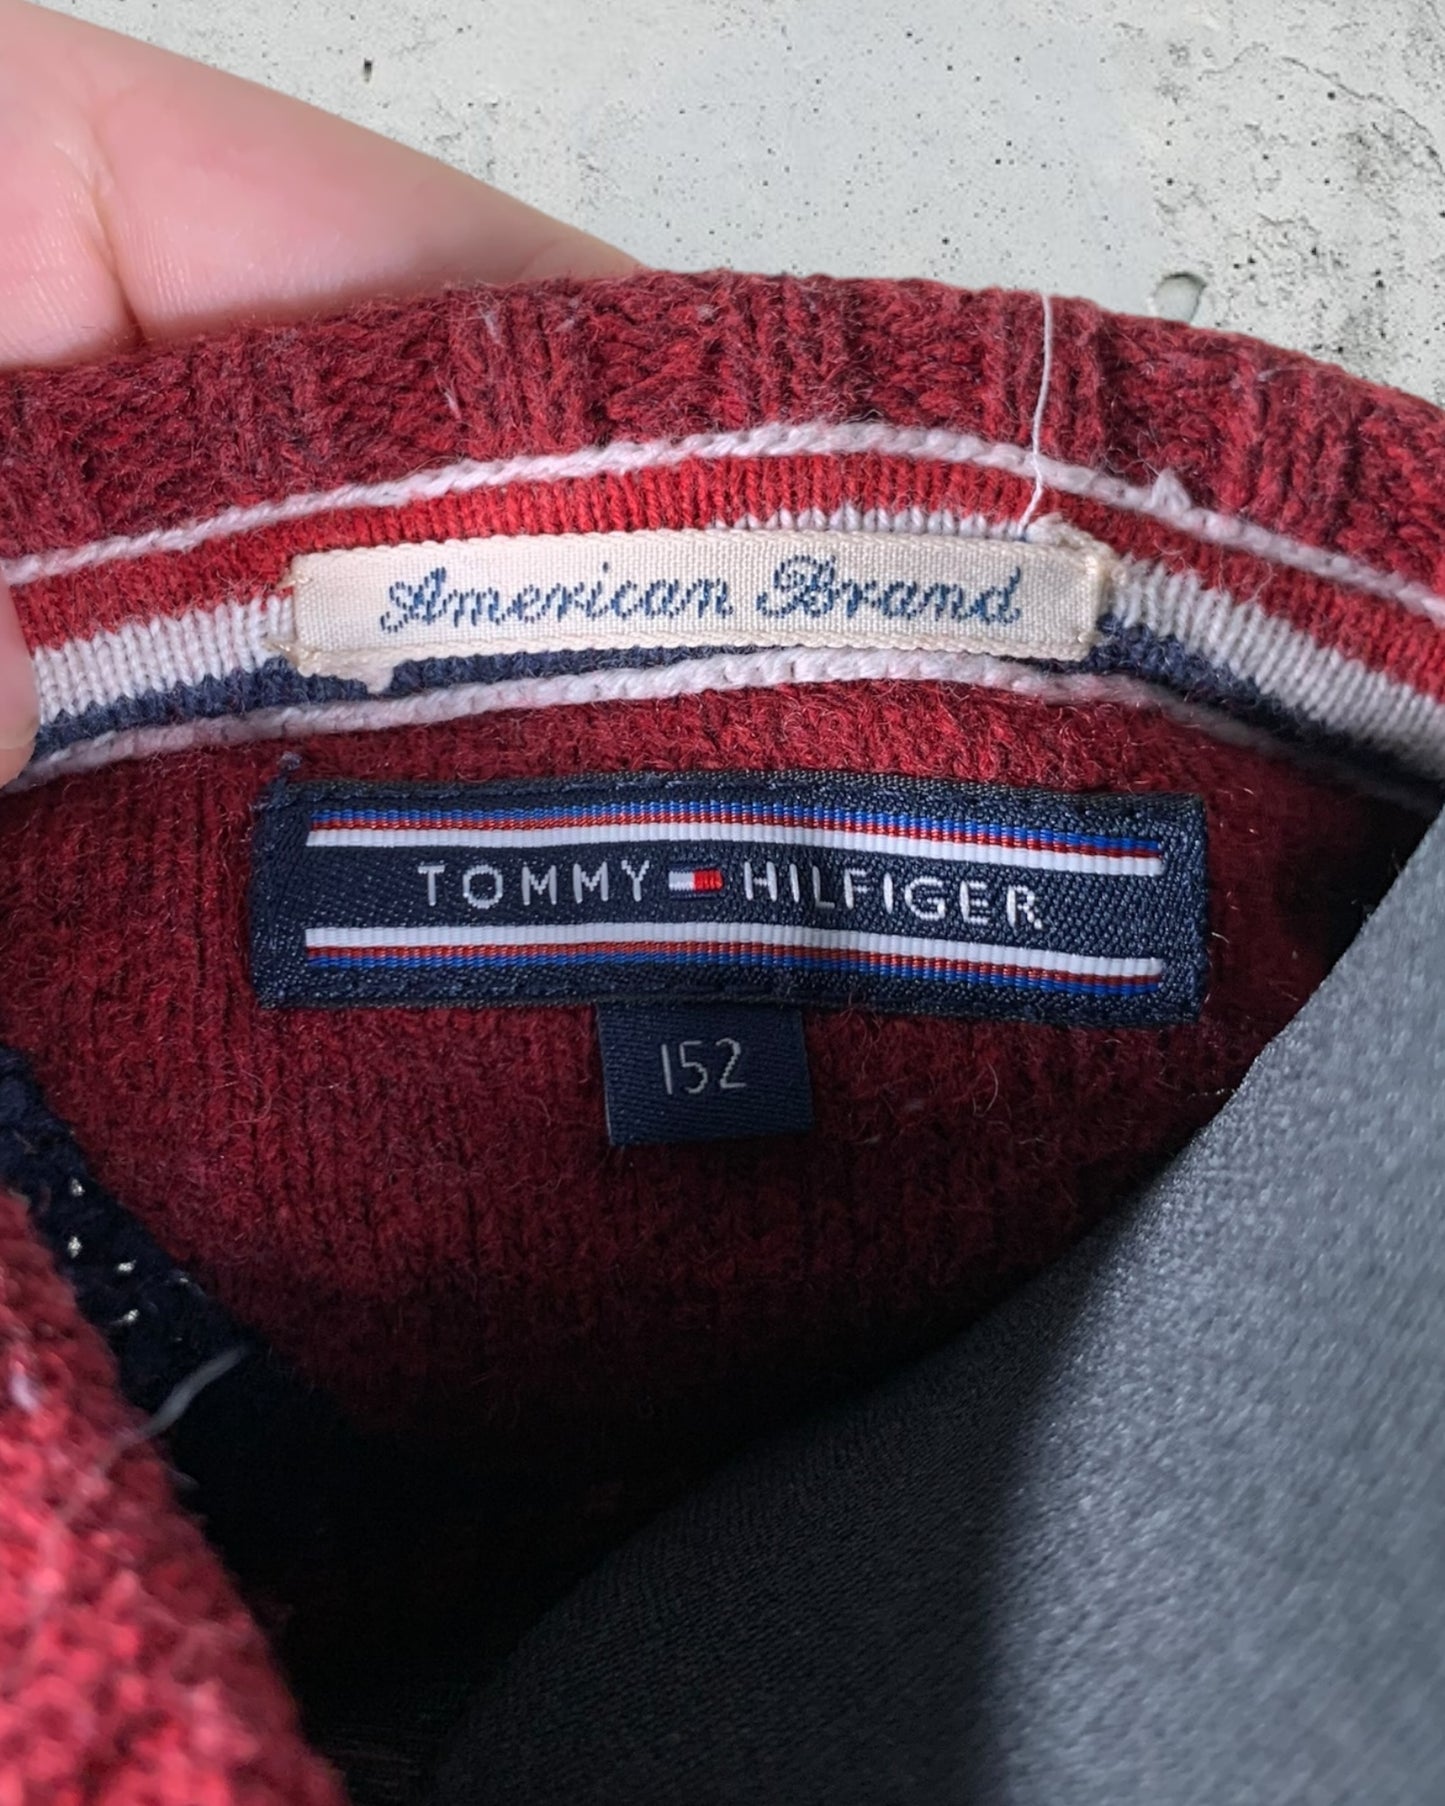 American Brand
TOMMY HILFIGER
152